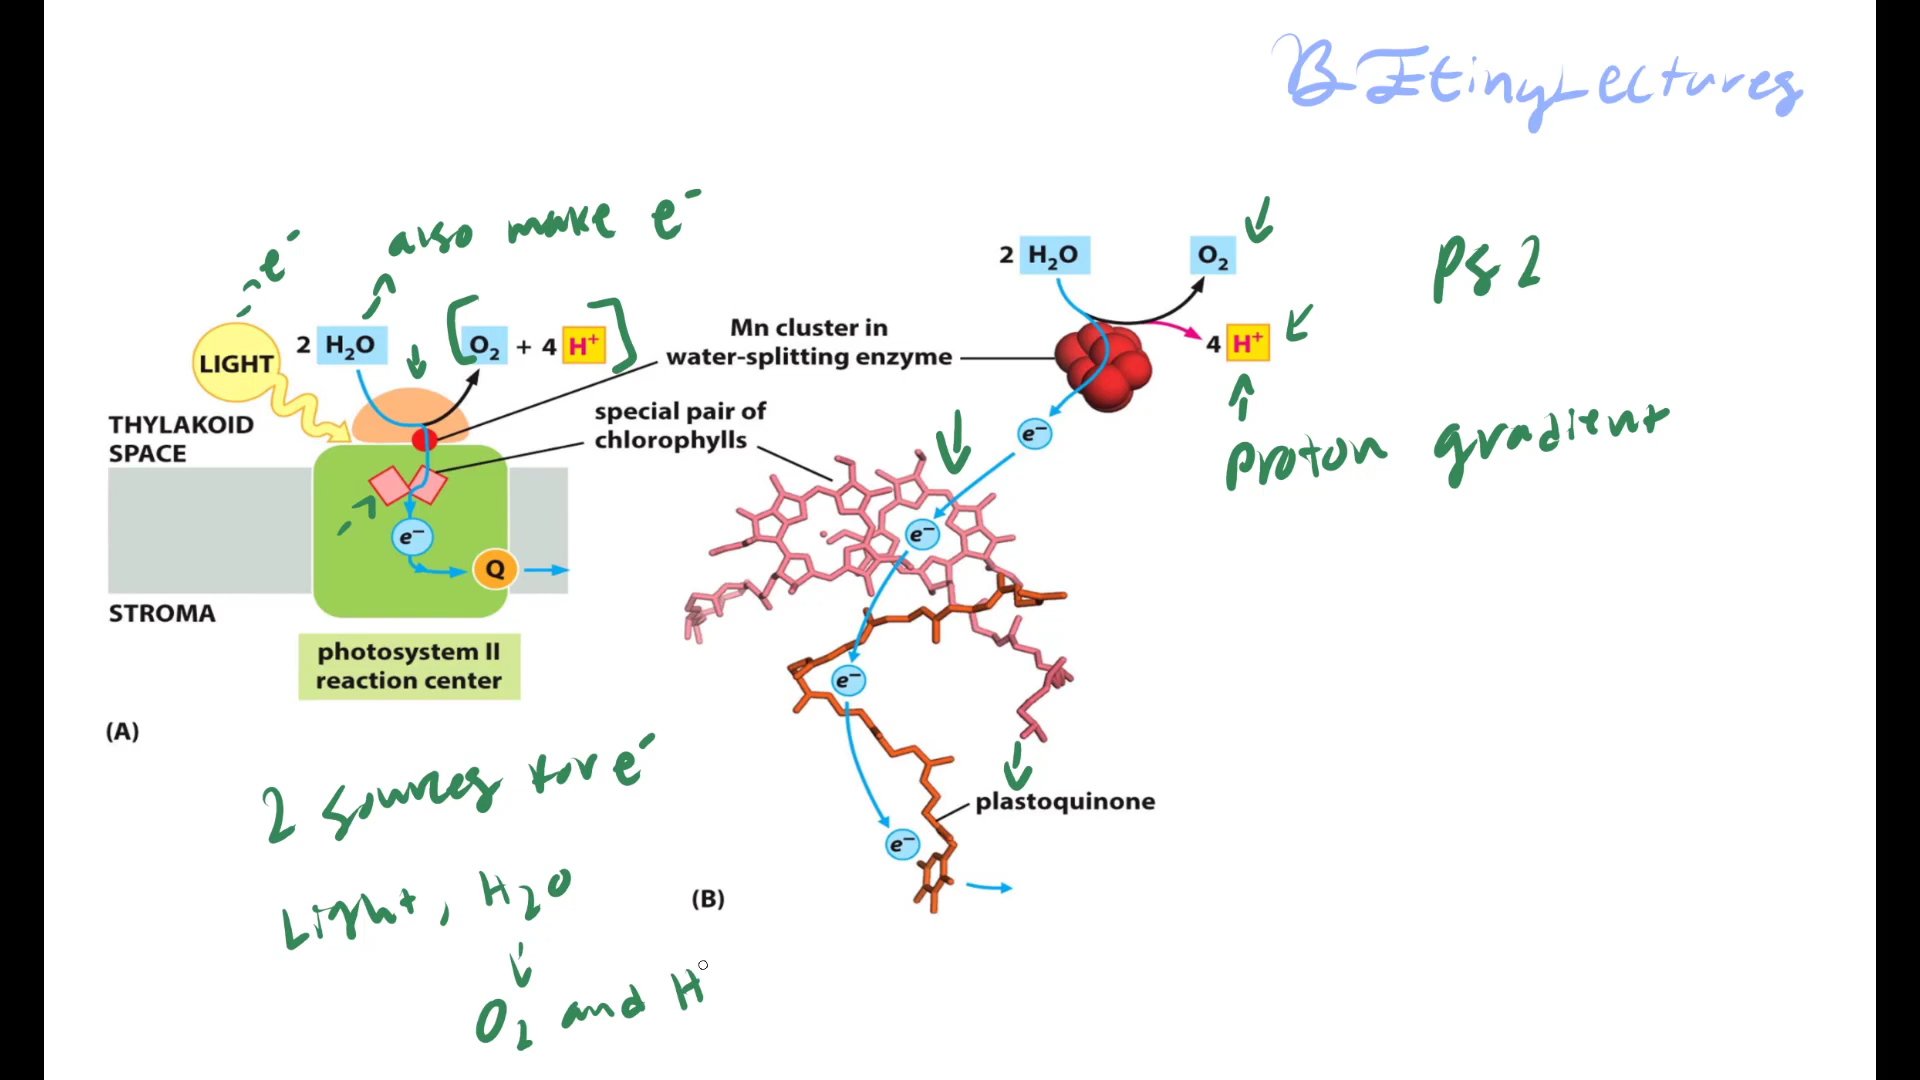 BItinyLectures
e⁻
also make e⁻
LIGHT
2 H₂O
[O₂ + 4 H⁺]
Mn cluster in
water-splitting enzyme
2 H₂O
O₂
4 H⁺
PS 2
proton gradient
THYLAKOID
SPACE
special pair of
chlorophylls
e⁻
e⁻
e⁻
Q
STROMA
photosystem II
reaction center
e⁻
(A)
2 sources for e⁻
plastoquinone
e⁻
Light, H₂O
(B)
O₂ and H